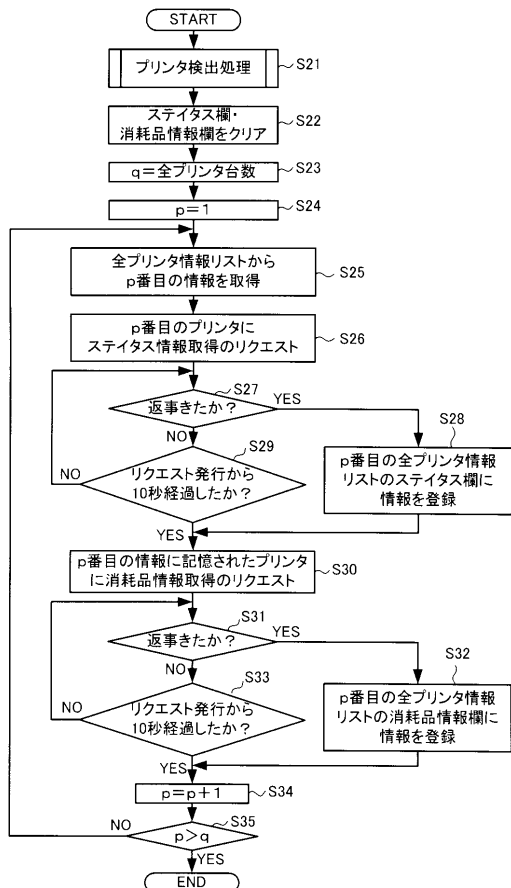 START
プリンタ検出処理
S21
ステイタス欄・
消耗品情報欄をクリア
S22
q=全プリンタ台数
S23
p=1
S24
全プリンタ情報リストから
p番目の情報を取得
S25
p番目のプリンタに
ステイタス情報取得のリクエスト
S26
S27
返事きたか？
YES
NO
S28
p番目の全プリンタ情報
リストのステイタス欄に
情報を登録
S29
NO
リクエスト発行から
10秒経過したか？
YES
p番目の情報に記憶されたプリンタ
に消耗品情報取得のリクエスト
S30
S31
返事きたか？
YES
NO
S32
p番目の全プリンタ情報
リストの消耗品情報欄に
情報を登録
S33
NO
リクエスト発行から
10秒経過したか？
YES
p=p+1
S34
S35
NO
p>q
YES
END